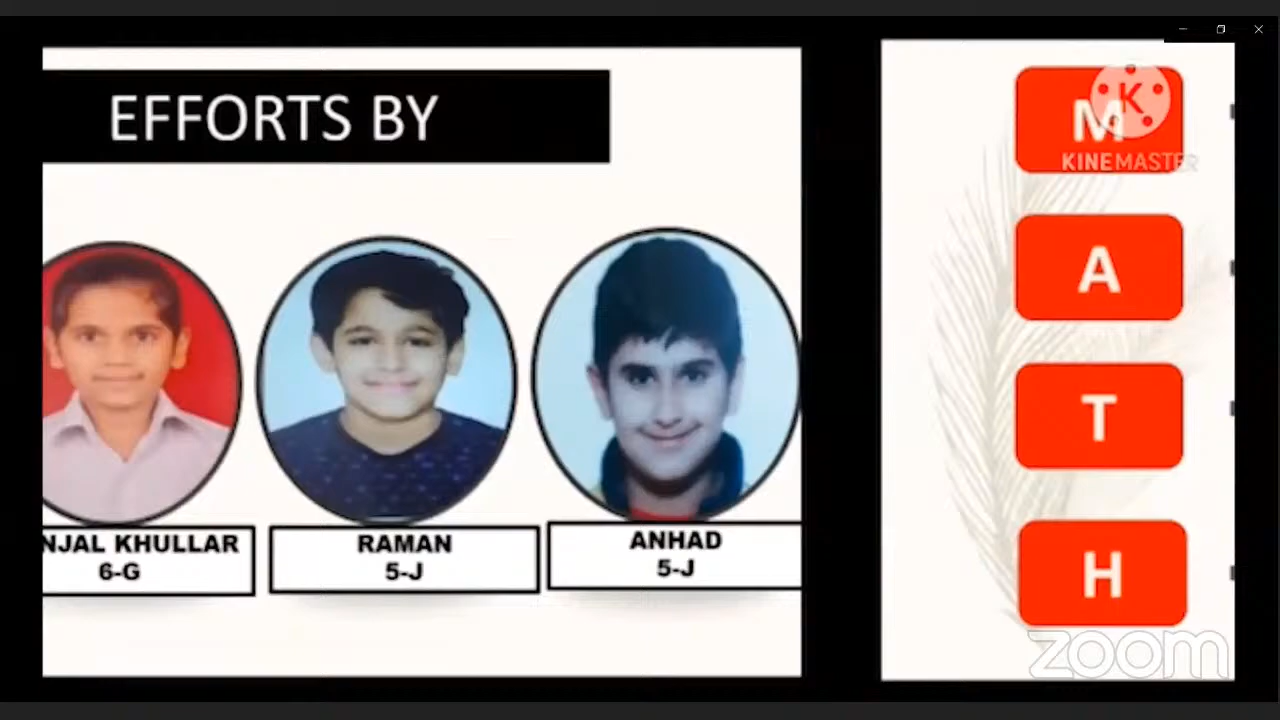 EFFORTS BY
NJAL KHULLAR
6-G
RAMAN
5-J
ANHAD
5-J
M
K
KINEMASTER
A
T
H
zoom